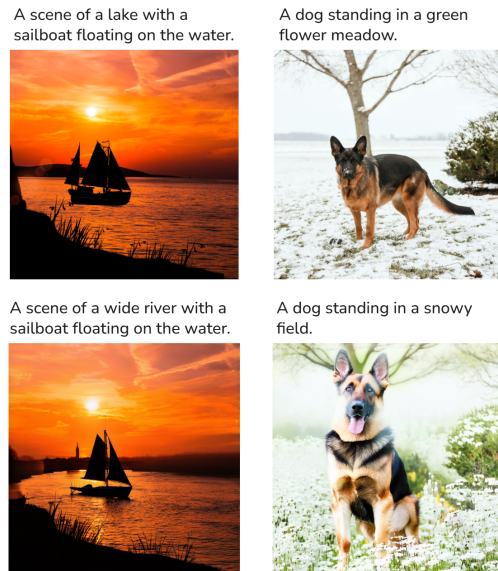 A scene of a lake with a
sailboat floating on the water.
A dog standing in a green
flower meadow.
A scene of a wide river with a
sailboat floating on the water.
A dog standing in a snowy
field.